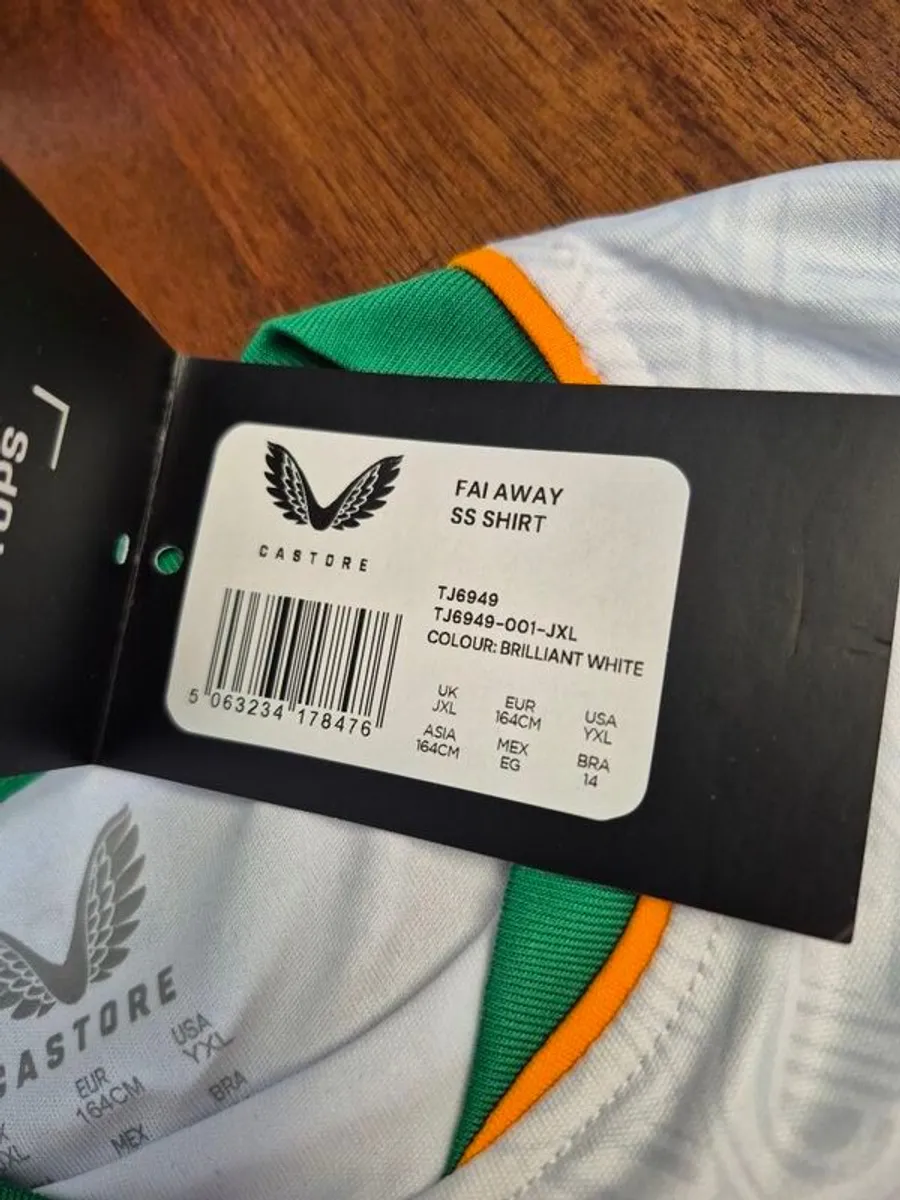 CASTORE
FAI AWAY
SS SHIRT
TJ6949
TJ6949-001-JXL
COLOUR: BRILLIANT WHITE
UK
JXL
EUR
164CM
USA
YXL
ASIA
164CM
MEX
EG
BRA
14
5 063234 178476
CASTORE
USA
YXL
EUR
164CM
BRA
MEX